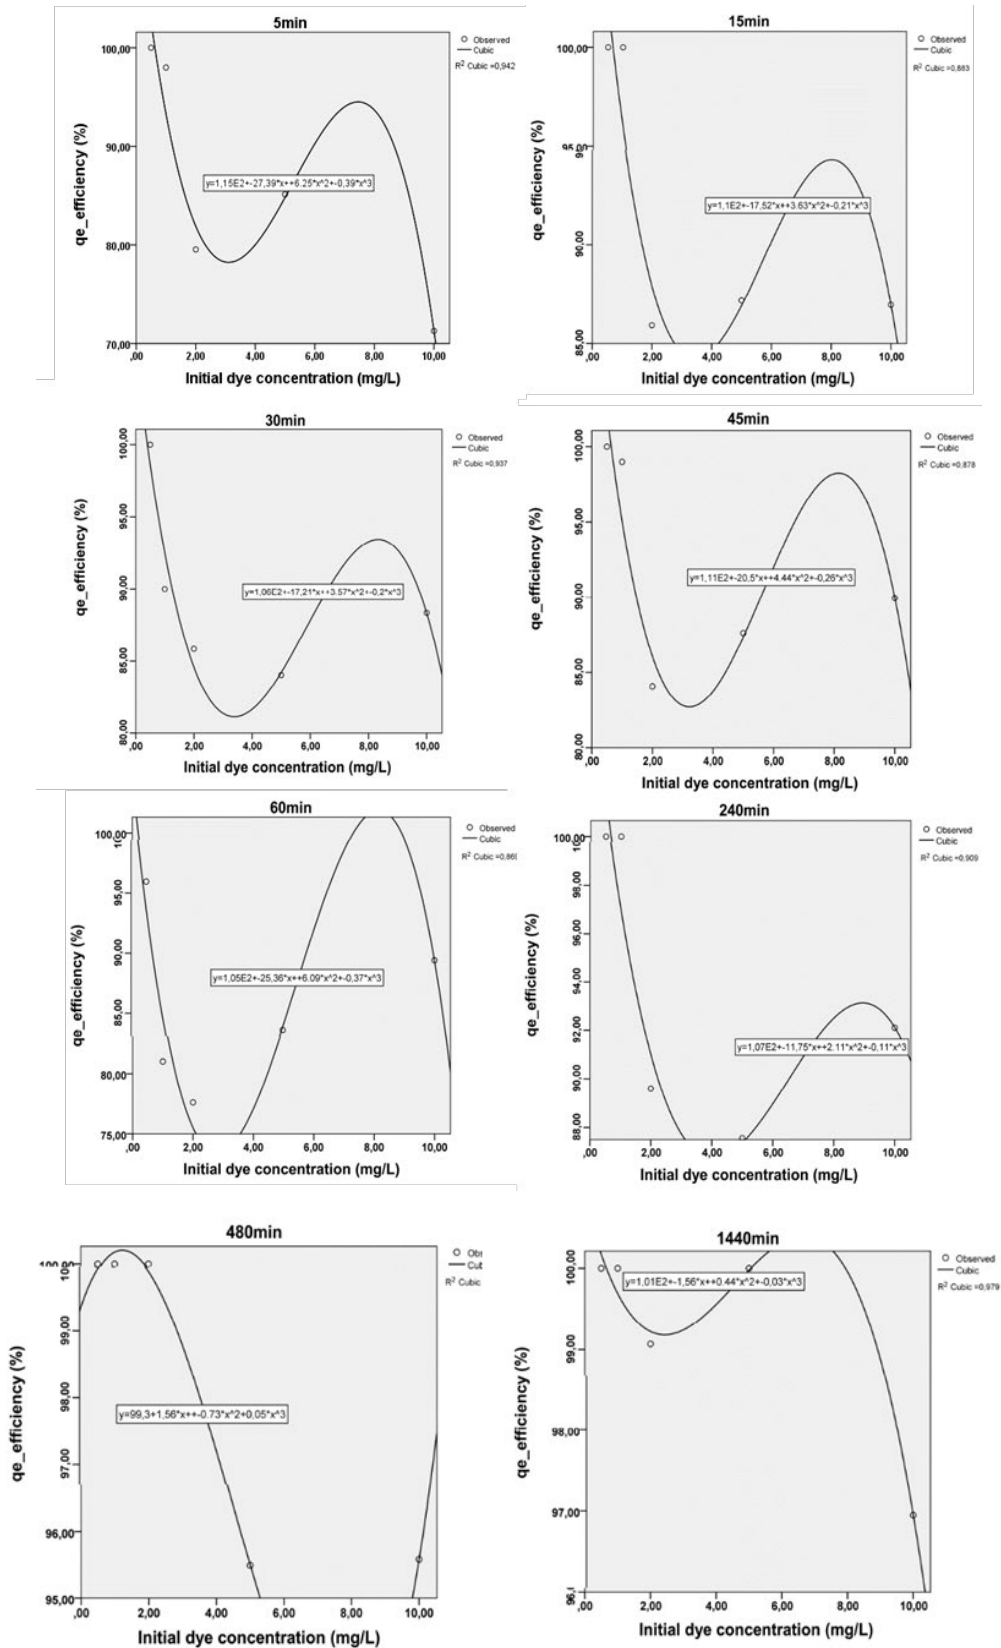 5min
Observed
Cubic
R² Cubic =0,942
100,00
90,00
80,00
70,00
qe_efficiency (%)
y=1,15E2+-27,39*x++6.25*x^2+-0,39*x^3
,00 2,00 4,00 6,00 8,00 10,00
Initial dye concentration (mg/L)
15min
Observed
Cubic
R² Cubic =0,883
100,00
90,00
85,00
qe_efficiency (%)
y=1,1E2+-17,52*x++3.63*x^2+-0,21*x^3
,00 2,00 4,00 6,00 8,00 10,00
Initial dye concentration (mg/L)
30min
Observed
Cubic
R² Cubic =0,937
100,00
95,00
90,00
85,00
80,00
qe_efficiency (%)
y=1,06E2+-17,21*x++3.57*x^2+-0,2*x^3
,00 2,00 4,00 6,00 8,00 10,00
Initial dye concentration (mg/L)
45min
Observed
Cubic
R² Cubic =0,878
100,00
95,00
90,00
85,00
80,00
qe_efficiency (%)
y=1,11E2+-20,5*x++4.44*x^2+-0,26*x^3
,00 2,00 4,00 6,00 8,00 10,00
Initial dye concentration (mg/L)
60min
Observed
Cubic
R² Cubic
100,00
95,00
90,00
85,00
80,00
75,00
qe_efficiency (%)
y=1,05E2+-25,36*x++6.09*x^2+-0,37*x^3
,00 2,00 4,00 6,00 8,00 10,00
Initial dye concentration (mg/L)
240min
Observed
Cubic
R² Cubic =0,909
100,00
98,00
96,00
94,00
92,00
90,00
88,00
qe_efficiency (%)
y=1,07E2+-11,75*x++2.11*x^2+-0,11*x^3
,00 2,00 4,00 6,00 8,00 10,00
Initial dye concentration (mg/L)
480min
R² Cubic
99,00
98,00
97,00
96,00
95,00
qe_efficiency (%)
y=99,3+1,56*x++-0.73*x^2+0,05*x^3
,00 2,00 4,00 6,00 8,00 10,00
Initial dye concentration (mg/L)
1440min
Observed
Cubic
R² Cubic =0,979
100,00
99,00
98,00
97,00
qe_efficiency (%)
y=1,01E2+-1,56*x++0.44*x^2+-0,03*x^3
,00 2,00 4,00 6,00 8,00 10,00
Initial dye concentration (mg/L)